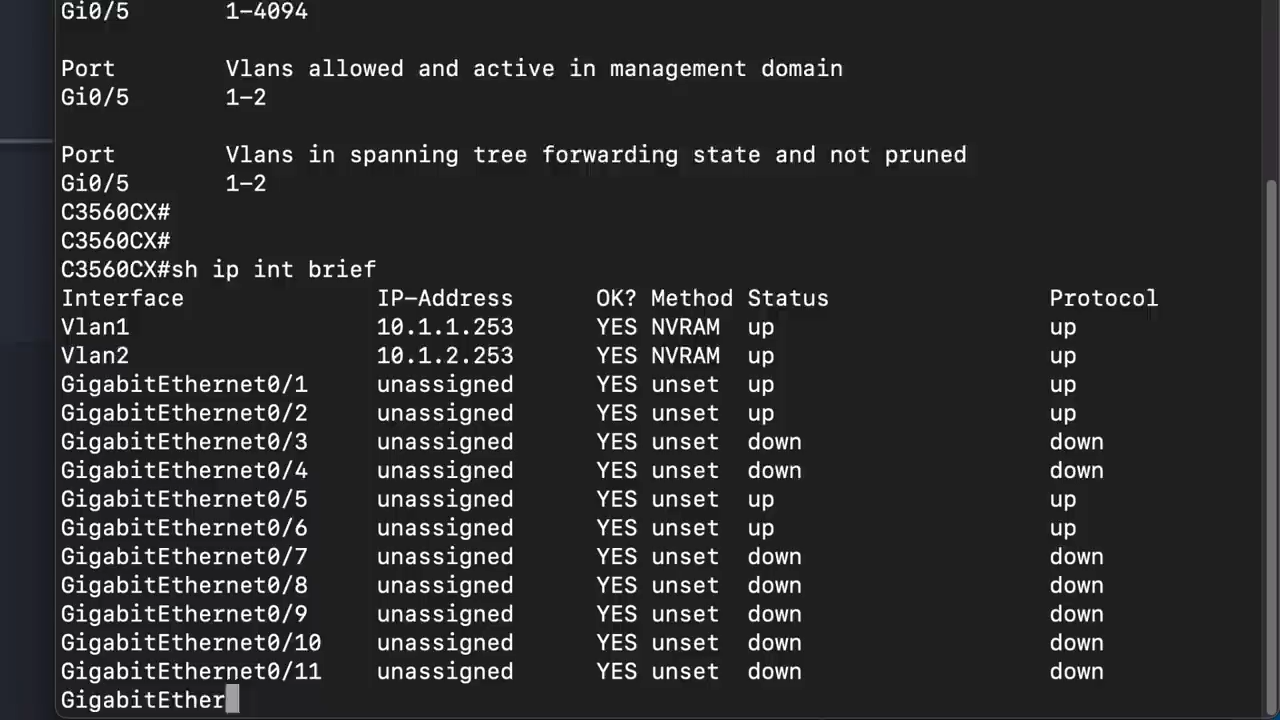 Gi0/5       1-4094
Port        Vlans allowed and active in management domain
Gi0/5       1-2
Port        Vlans in spanning tree forwarding state and not pruned
Gi0/5       1-2
C3560CX#
C3560CX#
C3560CX#sh ip int brief
Interface              IP-Address      OK? Method Status                Protocol
Vlan1                  10.1.1.253      YES NVRAM  up                    up
Vlan2                  10.1.2.253      YES NVRAM  up                    up
GigabitEthernet0/1     unassigned      YES unset  up                    up
GigabitEthernet0/2     unassigned      YES unset  up                    up
GigabitEthernet0/3     unassigned      YES unset  down                  down
GigabitEthernet0/4     unassigned      YES unset  down                  down
GigabitEthernet0/5     unassigned      YES unset  up                    up
GigabitEthernet0/6     unassigned      YES unset  up                    up
GigabitEthernet0/7     unassigned      YES unset  down                  down
GigabitEthernet0/8     unassigned      YES unset  down                  down
GigabitEthernet0/9     unassigned      YES unset  down                  down
GigabitEthernet0/10    unassigned      YES unset  down                  down
GigabitEthernet0/11    unassigned      YES unset  down                  down
GigabitEther